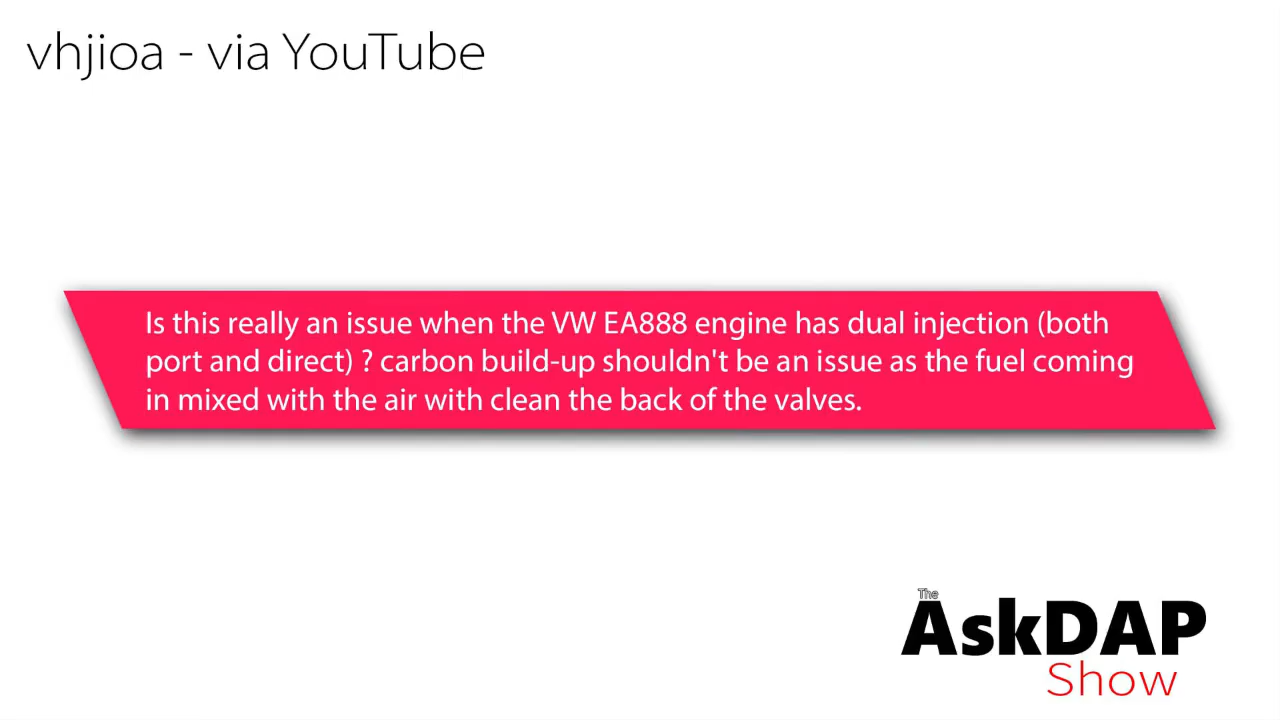 vhjioa - via YouTube
Is this really an issue when the VW EA888 engine has dual injection (both
port and direct) ? carbon build-up shouldn't be an issue as the fuel coming
in mixed with the air with clean the back of the valves.
The
AskDAP
Show